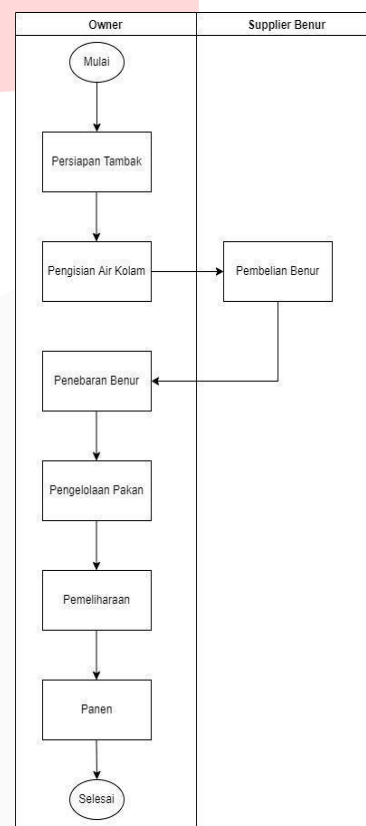 Owner
Supplier Benur
Mulai
Persiapan Tambak
Pengisian Air Kolam
Pembelian Benur
Penebaran Benur
Pengelolaan Pakan
Pemeliharaan
Panen
Selesai